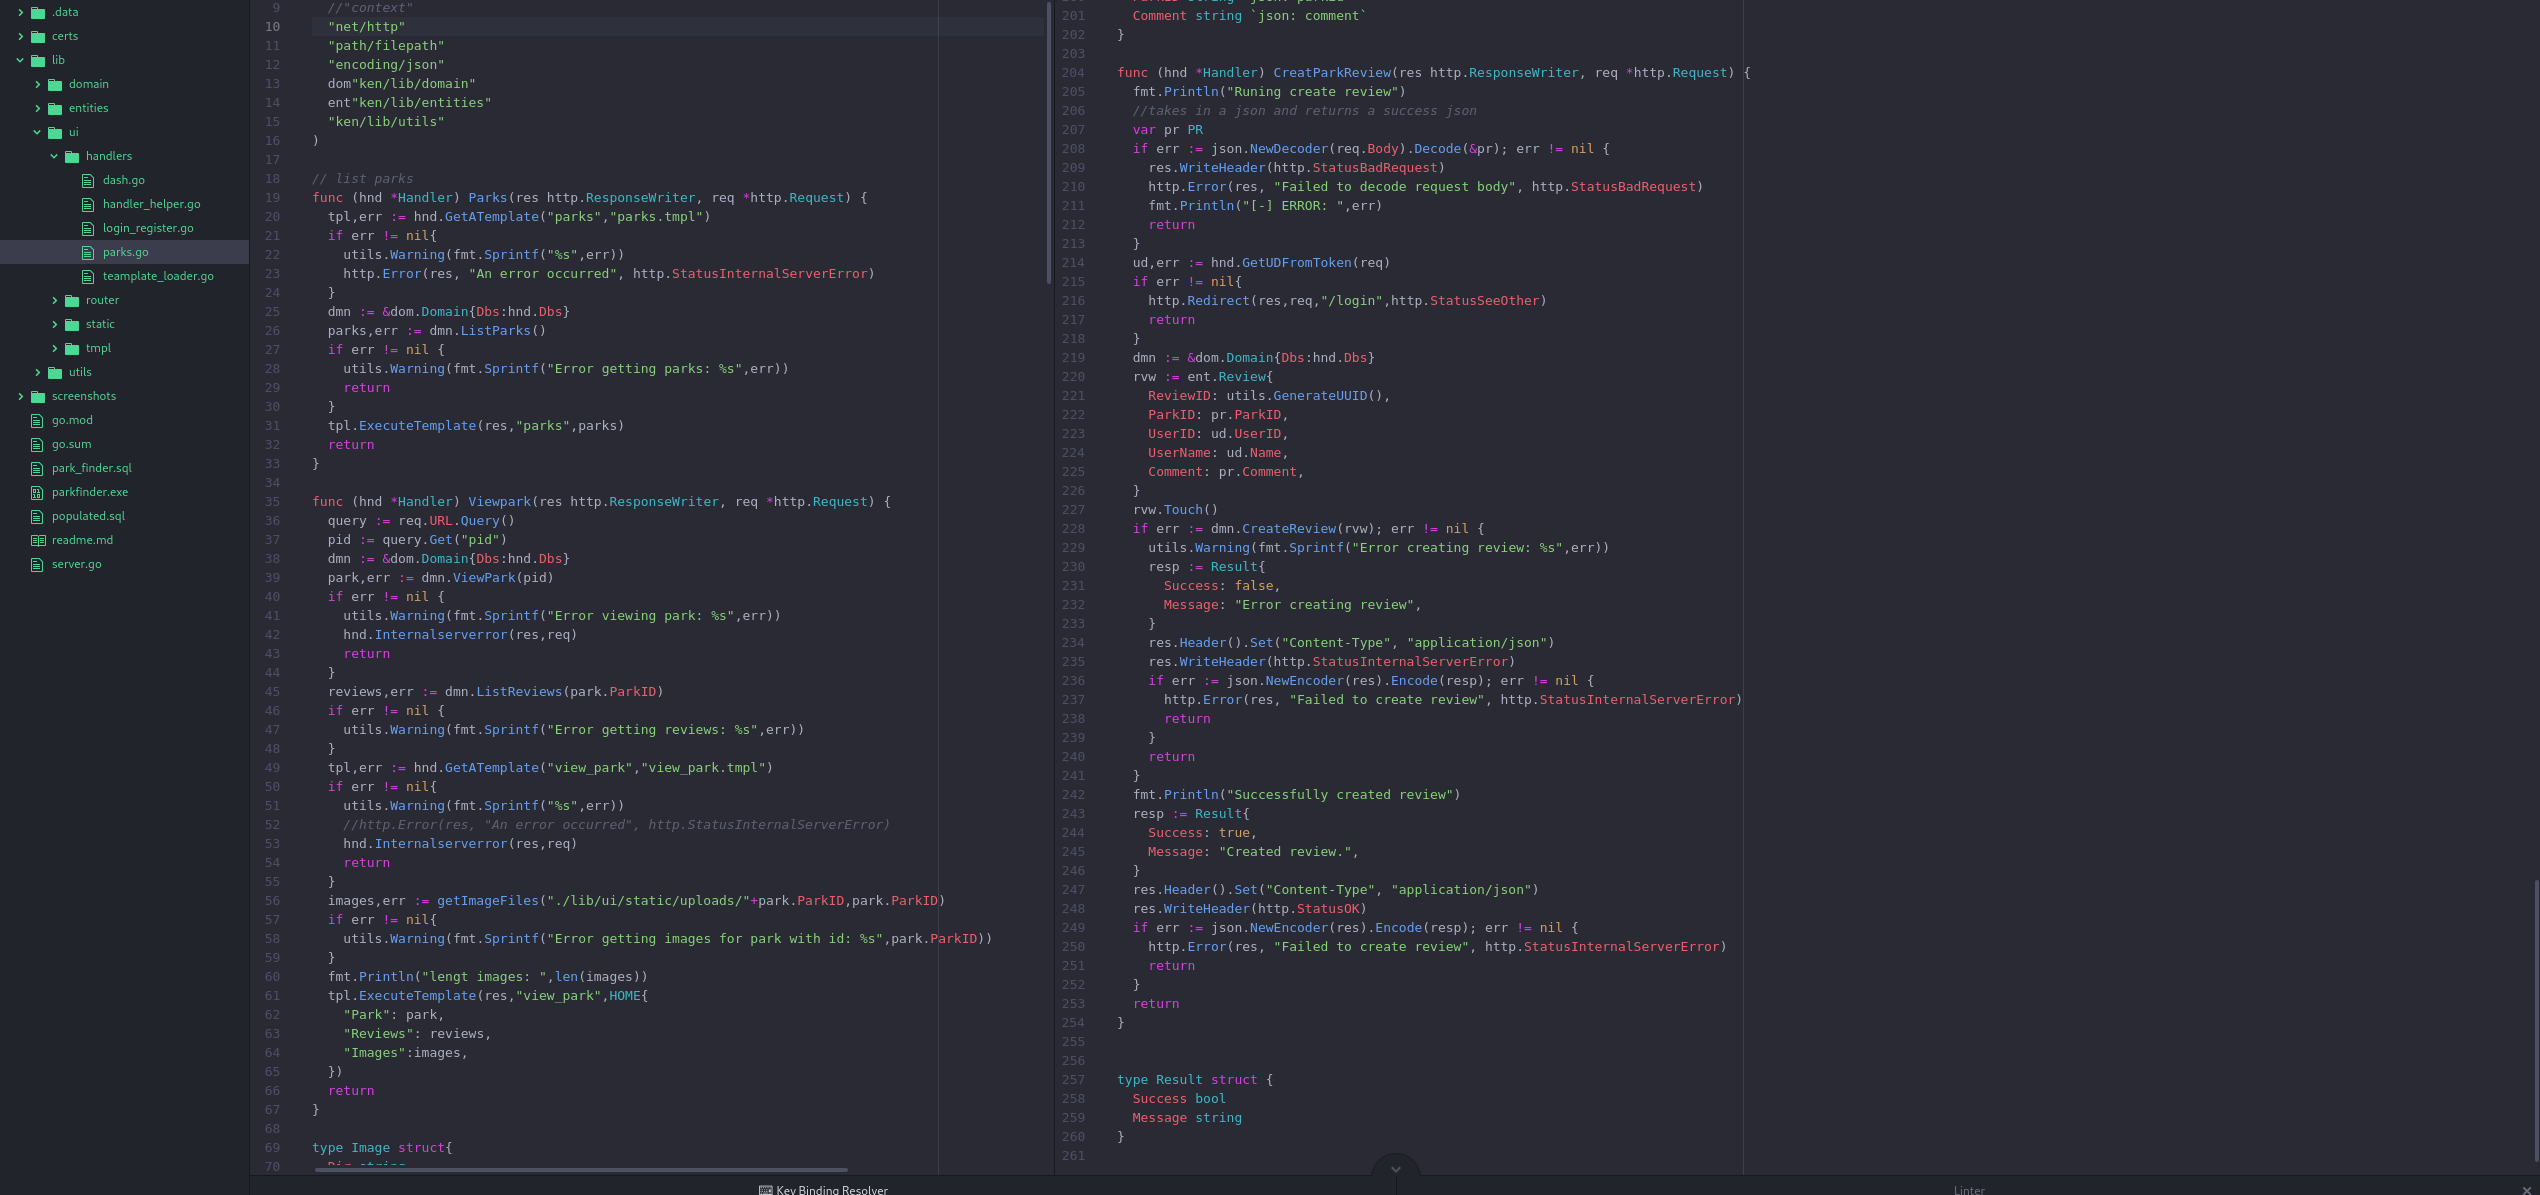 .data
certs
lib
domain
entities
ui
handlers
dash.go
handler_helper.go
login_register.go
parks.go
teamplate_loader.go
router
static
tmpl
utils
screenshots
go.mod
go.sum
park_finder.sql
parkfinder.exe
populated.sql
readme.md
server.go
9 //"context"
10 "net/http"
11 "path/filepath"
12 "encoding/json"
13 dom"ken/lib/domain"
14 ent"ken/lib/entities"
15 "ken/lib/utils"
16 )
17
18 // list parks
19 func (hnd *Handler) Parks(res http.ResponseWriter, req *http.Request) {
20 tpl,err := hnd.GetATemplate("parks","parks.tmpl")
21 if err != nil{
22 utils.Warning(fmt.Sprintf("%s",err))
23 http.Error(res, "An error occurred", http.StatusInternalServerError)
24 }
25 dmn := &dom.Domain{Dbs:hnd.Dbs}
26 parks,err := dmn.ListParks()
27 if err != nil {
28 utils.Warning(fmt.Sprintf("Error getting parks: %s",err))
29 return
30 }
31 tpl.ExecuteTemplate(res,"parks",parks)
32 return
33 }
34
35 func (hnd *Handler) Viewpark(res http.ResponseWriter, req *http.Request) {
36 query := req.URL.Query()
37 pid := query.Get("pid")
38 dmn := &dom.Domain{Dbs:hnd.Dbs}
39 park,err := dmn.ViewPark(pid)
40 if err != nil {
41 utils.Warning(fmt.Sprintf("Error viewing park: %s",err))
42 hnd.Internalserverror(res,req)
43 return
44 }
45 reviews,err := dmn.ListReviews(park.ParkID)
46 if err != nil {
47 utils.Warning(fmt.Sprintf("Error getting reviews: %s",err))
48 }
49 tpl,err := hnd.GetATemplate("view_park","view_park.tmpl")
50 if err != nil{
51 utils.Warning(fmt.Sprintf("%s",err))
52 //http.Error(res, "An error occurred", http.StatusInternalServerError)
53 hnd.Internalserverror(res,req)
54 return
55 }
56 images,err := getImageFiles("./lib/ui/static/uploads/"+park.ParkID,park.ParkID)
57 if err != nil{
58 utils.Warning(fmt.Sprintf("Error getting images for park with id: %s",park.ParkID))
59 }
60 fmt.Println("lengt images: ",len(images))
61 tpl.ExecuteTemplate(res,"view_park",HOME{
62 "Park": park,
63 "Reviews": reviews,
64 "Images":images,
65 })
66 return
67 }
68
69 type Image struct{
70 Dir string
201 Comment string `json: comment`
202 }
203
204 func (hnd *Handler) CreatParkReview(res http.ResponseWriter, req *http.Request) {
205 fmt.Println("Runing create review")
206 //takes in a json and returns a success json
207 var pr PR
208 if err := json.NewDecoder(req.Body).Decode(&pr); err != nil {
209 res.WriteHeader(http.StatusBadRequest)
210 http.Error(res, "Failed to decode request body", http.StatusBadRequest)
211 fmt.Println("[-] ERROR: ",err)
212 return
213 }
214 ud,err := hnd.GetUDFromToken(req)
215 if err != nil{
216 http.Redirect(res,req,"/login",http.StatusSeeOther)
217 return
218 }
219 dmn := &dom.Domain{Dbs:hnd.Dbs}
220 rvw := ent.Review{
221 ReviewID: utils.GenerateUUID(),
222 ParkID: pr.ParkID,
223 UserID: ud.UserID,
224 UserName: ud.Name,
225 Comment: pr.Comment,
226 }
227 rvw.Touch()
228 if err := dmn.CreateReview(rvw); err != nil {
229 utils.Warning(fmt.Sprintf("Error creating review: %s",err))
230 resp := Result{
231 Success: false,
232 Message: "Error creating review",
233 }
234 res.Header().Set("Content-Type", "application/json")
235 res.WriteHeader(http.StatusInternalServerError)
236 if err := json.NewEncoder(res).Encode(resp); err != nil {
237 http.Error(res, "Failed to create review", http.StatusInternalServerError)
238 return
239 }
240 return
241 }
242 fmt.Println("Successfully created review")
243 resp := Result{
244 Success: true,
245 Message: "Created review.",
246 }
247 res.Header().Set("Content-Type", "application/json")
248 res.WriteHeader(http.StatusOK)
249 if err := json.NewEncoder(res).Encode(resp); err != nil {
250 http.Error(res, "Failed to create review", http.StatusInternalServerError)
251 return
252 }
253 return
254 }
255
256
257 type Result struct {
258 Success bool
259 Message string
260 }
261
Key Binding Resolver
Linter